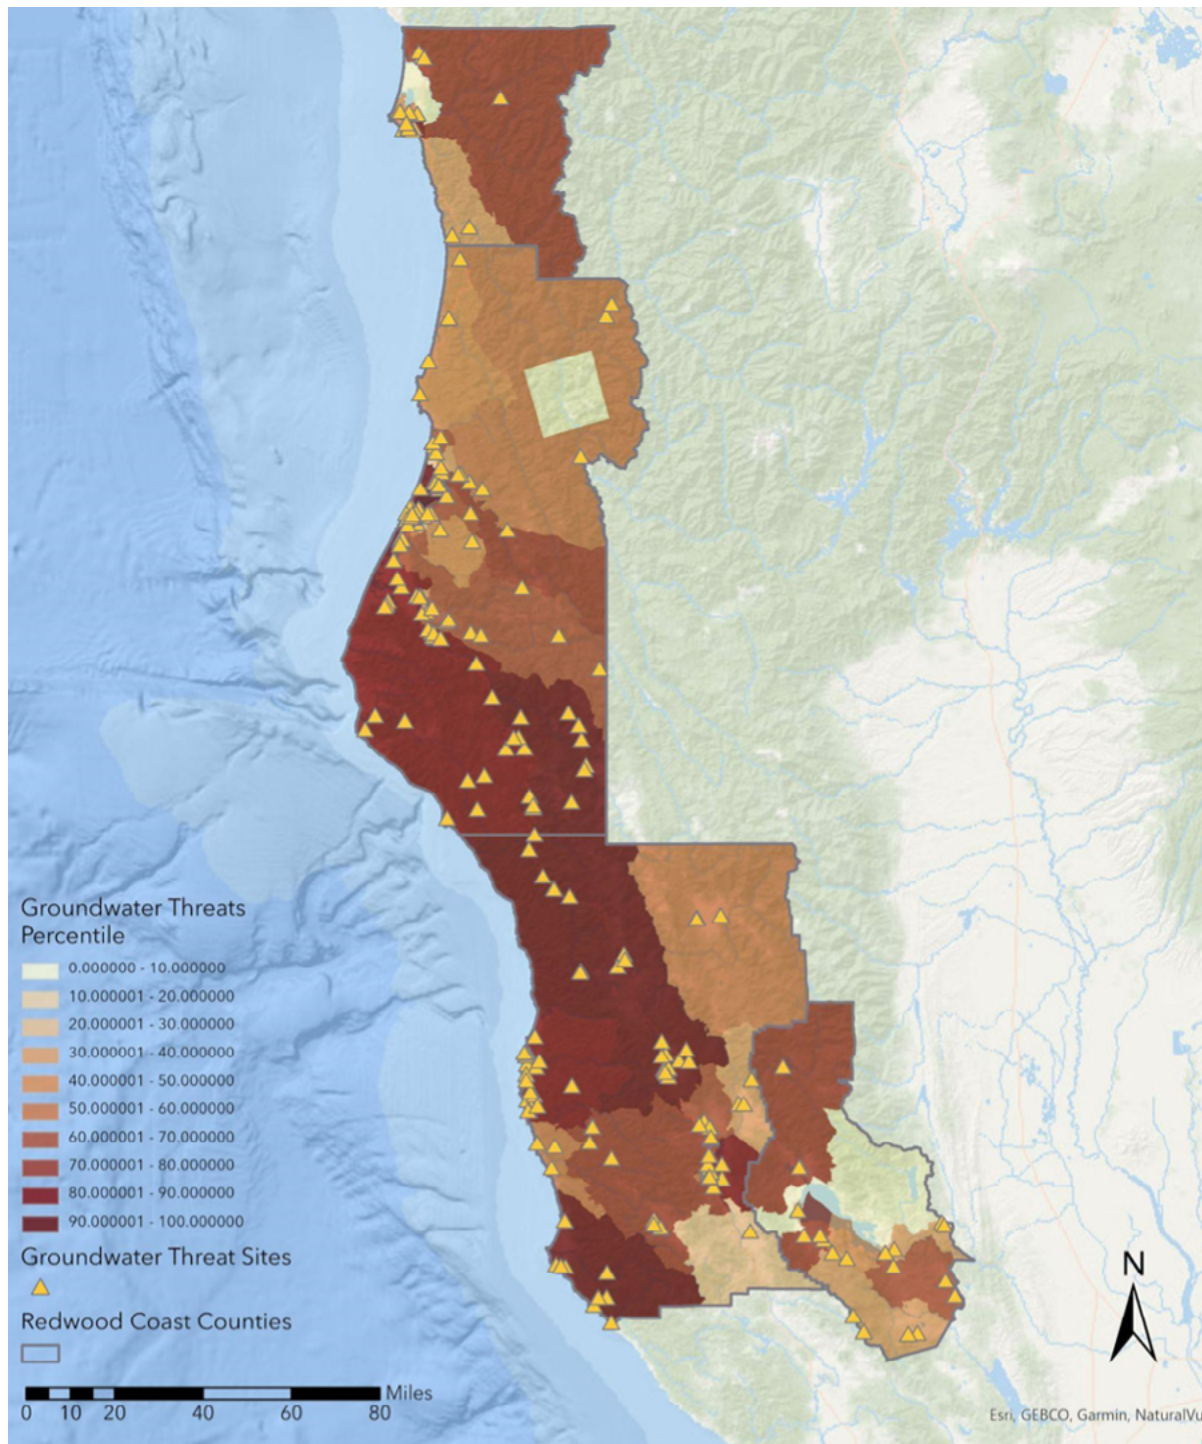 Groundwater Threats
Percentile
0.000000 - 10.000000
10.000001 - 20.000000
20.000001 - 30.000000
30.000001 - 40.000000
40.000001 - 50.000000
50.000001 - 60.000000
60.000001 - 70.000000
70.000001 - 80.000000
80.000001 - 90.000000
90.000001 - 100.000000
Groundwater Threat Sites
Redwood Coast Counties
N
Miles
0 10 20 40 60 80
Esri, GEBCO, Garmin, NaturalVu